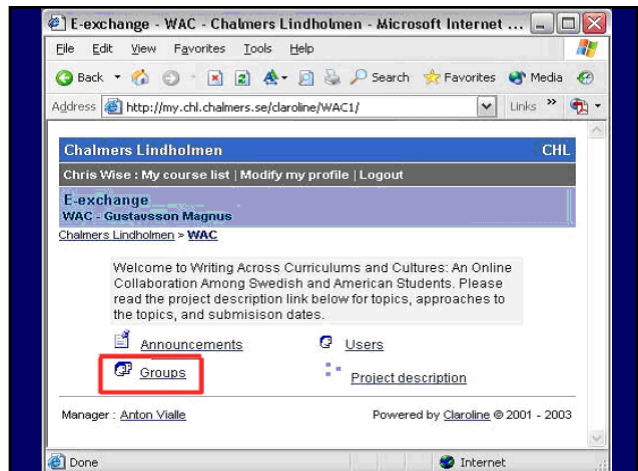 E-exchange - WAC - Chalmers Lindholmen - Microsoft Internet ...
File Edit View Favorites Tools Help
Back Search Favorites Media
Address http://my.chl.chalmers.se/claroline/WAC1/ Links »
Chalmers Lindholmen CHL
Chris Wise : My course list | Modify my profile | Logout
E-exchange
WAC - Gustavsson Magnus
Chalmers Lindholmen > WAC
Welcome to Writing Across Curriculums and Cultures: An Online
Collaboration Among Swedish and American Students. Please
read the project description link below for topics, approaches to
the topics, and submisison dates.
Announcements Users
Groups Project description
Manager : Anton Vialle Powered by Claroline © 2001 - 2003
Done Internet